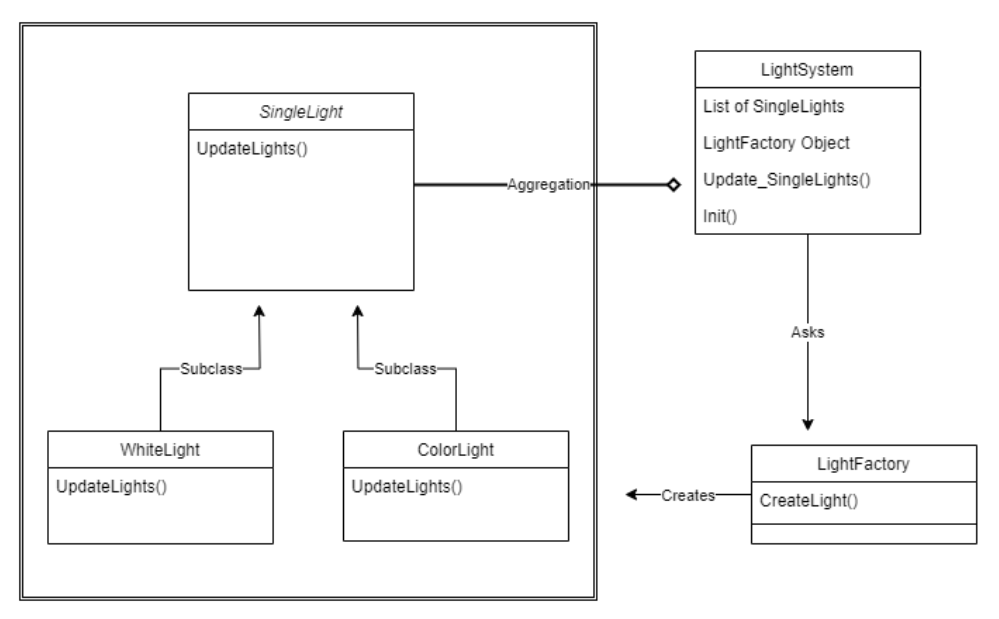 LightSystem
List of SingleLights
LightFactory Object
Update_SingleLights()
Init()
SingleLight
UpdateLights()
Aggregation
Asks
Subclass
Subclass
WhiteLight
UpdateLights()
ColorLight
UpdateLights()
LightFactory
CreateLight()
Creates